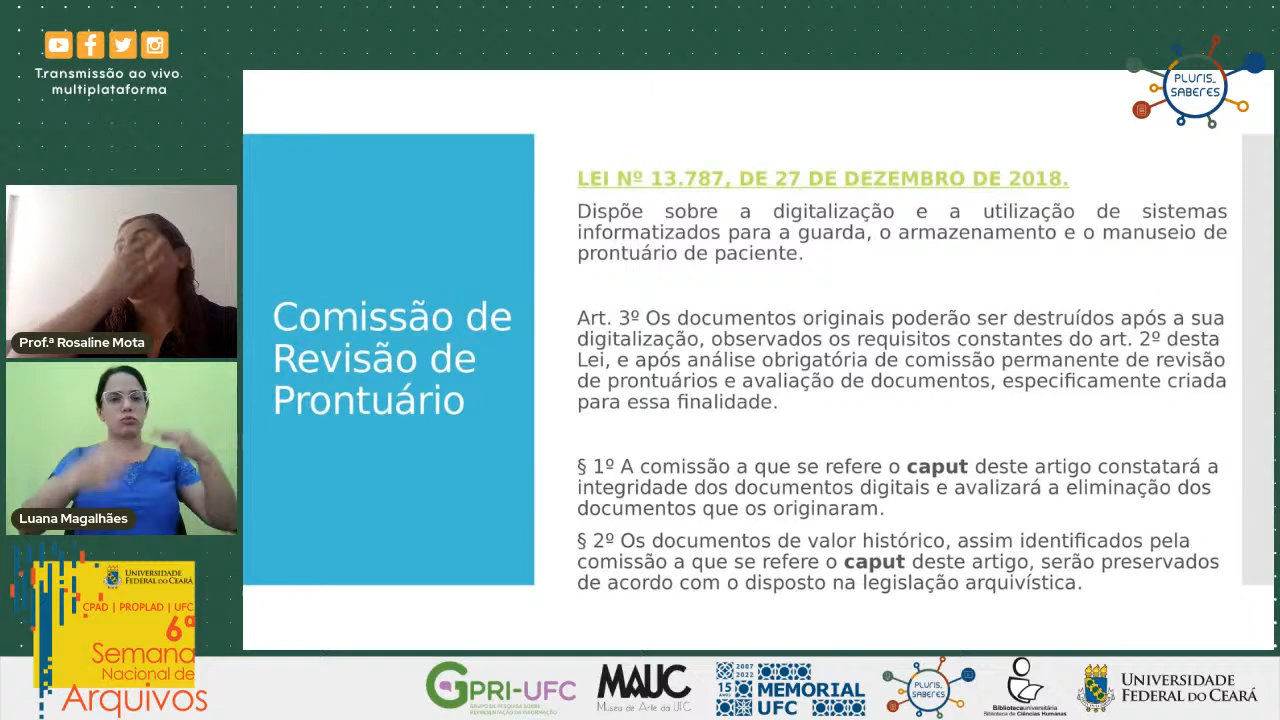 Transmissão ao vivo
multiplataforma
PLURIS_
SABERES
LEI Nº 13.787, DE 27 DE DEZEMBRO DE 2018.
Dispõe sobre a digitalização e a utilização de sistemas
informatizados para a guarda, o armazenamento e o manuseio de
prontuário de paciente.
Comissão de
Revisão de
Prontuário
Art. 3º Os documentos originais poderão ser destruídos após a sua
digitalização, observados os requisitos constantes do art. 2º desta
Lei, e após análise obrigatória de comissão permanente de revisão
de prontuários e avaliação de documentos, especificamente criada
para essa finalidade.
§ 1º A comissão a que se refere o caput deste artigo constatará a
integridade dos documentos digitais e avalizará a eliminação dos
documentos que os originaram.
§ 2º Os documentos de valor histórico, assim identificados pela
comissão a que se refere o caput deste artigo, serão preservados
de acordo com o disposto na legislação arquivística.
Prof.ª Rosaline Mota
Luana Magalhães
UNIVERSIDADE
FEDERAL DO CEARÁ
CPAD | PROPLAD | UFC
6ª
Semana
Nacional de
Arquivos
GPRI-UFC
GRUPO DE PESQUISA SOBRE
REPRESENTAÇÃO DA INFORMAÇÃO
MAUC
Museu de Arte da UFC
2007
2022
15
ANOS
MEMORIAL
UFC
PLURIS_
SABERES
Bibliotecauniversitária
Biblioteca de Ciências Humanas
UNIVERSIDADE
FEDERAL DO CEARÁ